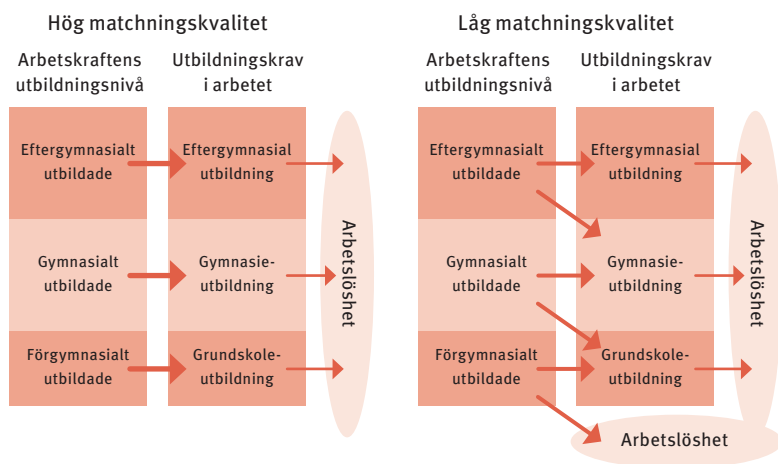 Hög matchningskvalitet
Arbetskraftens
utbildningsnivå
Utbildningskrav
i arbetet
Eftergymnasialt
utbildade
Eftergymnasial
utbildning
Gymnasialt
utbildade
Gymnasie-
utbildning
Förgymnasialt
utbildade
Grundskole-
utbildning
Arbetslöshet
Låg matchningskvalitet
Arbetskraftens
utbildningsnivå
Utbildningskrav
i arbetet
Eftergymnasialt
utbildade
Eftergymnasial
utbildning
Gymnasialt
utbildade
Gymnasie-
utbildning
Förgymnasialt
utbildade
Grundskole-
utbildning
Arbetslöshet
Arbetslöshet